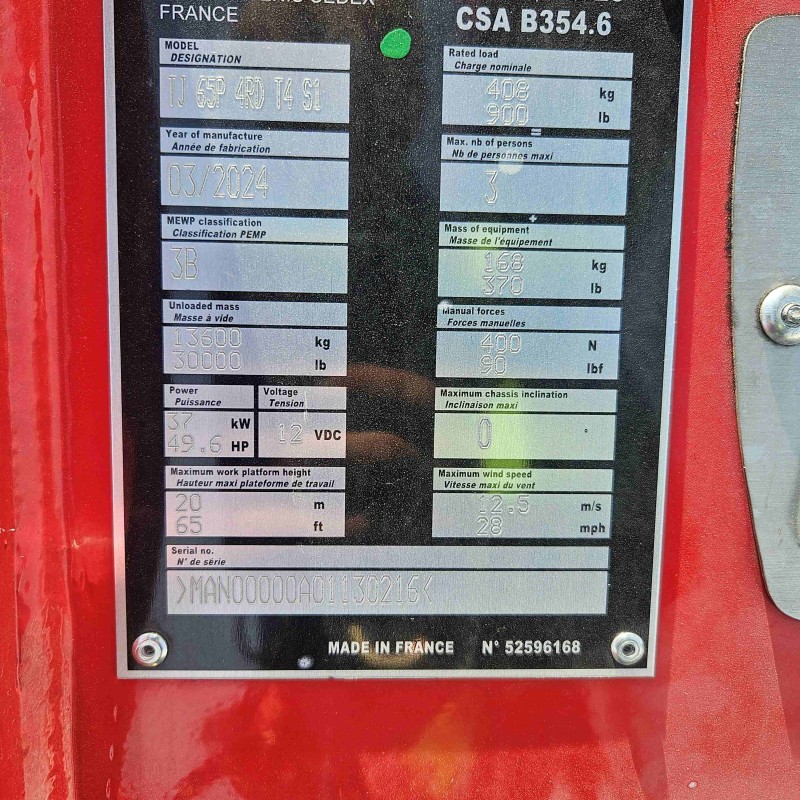 FRANCE
CSA B354.6
MODEL
DESIGNATION
TJ 65P 4RD T4 S1
Year of manufacture
Année de fabrication
03/2024
MEWP classification
Classification PEMP
3B
Unloaded mass
Masse à vide
13600 kg
30000 lb
Power
Puissance
37 kW
49.6 HP
Voltage
Tension
12 VDC
Maximum work platform height
Hauteur maxi plateforme de travail
20 m
65 ft
Rated load
Charge nominale
408 kg
900 lb
=
Max. nb of persons
Nb de personnes maxi
3
+
Mass of equipment
Masse de l'équipement
168 kg
370 lb
Manual forces
Forces manuelles
400 N
90 lbf
Maximum chassis inclination
Inclinaison maxi
0 °
Maximum wind speed
Vitesse maxi du vent
12.5 m/s
28 mph
Serial no.
N° de série
>MAN00000A01130216<
MADE IN FRANCE N° 52596168